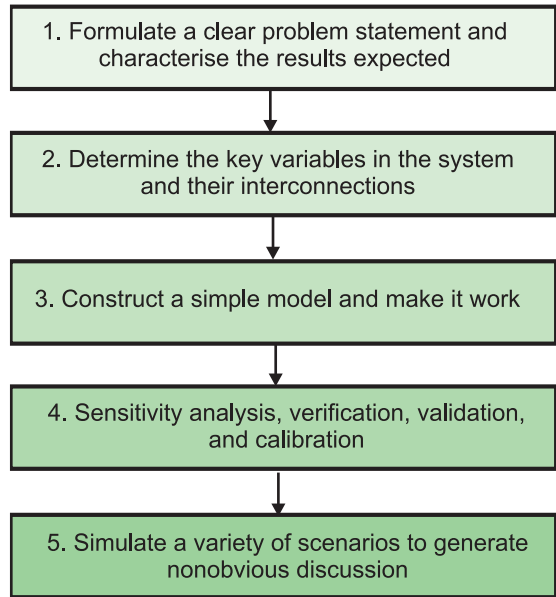 1. Formulate a clear problem statement and
characterise the results expected
2. Determine the key variables in the system
and their interconnections
3. Construct a simple model and make it work
4. Sensitivity analysis, verification, validation,
and calibration
5. Simulate a variety of scenarios to generate
nonobvious discussion